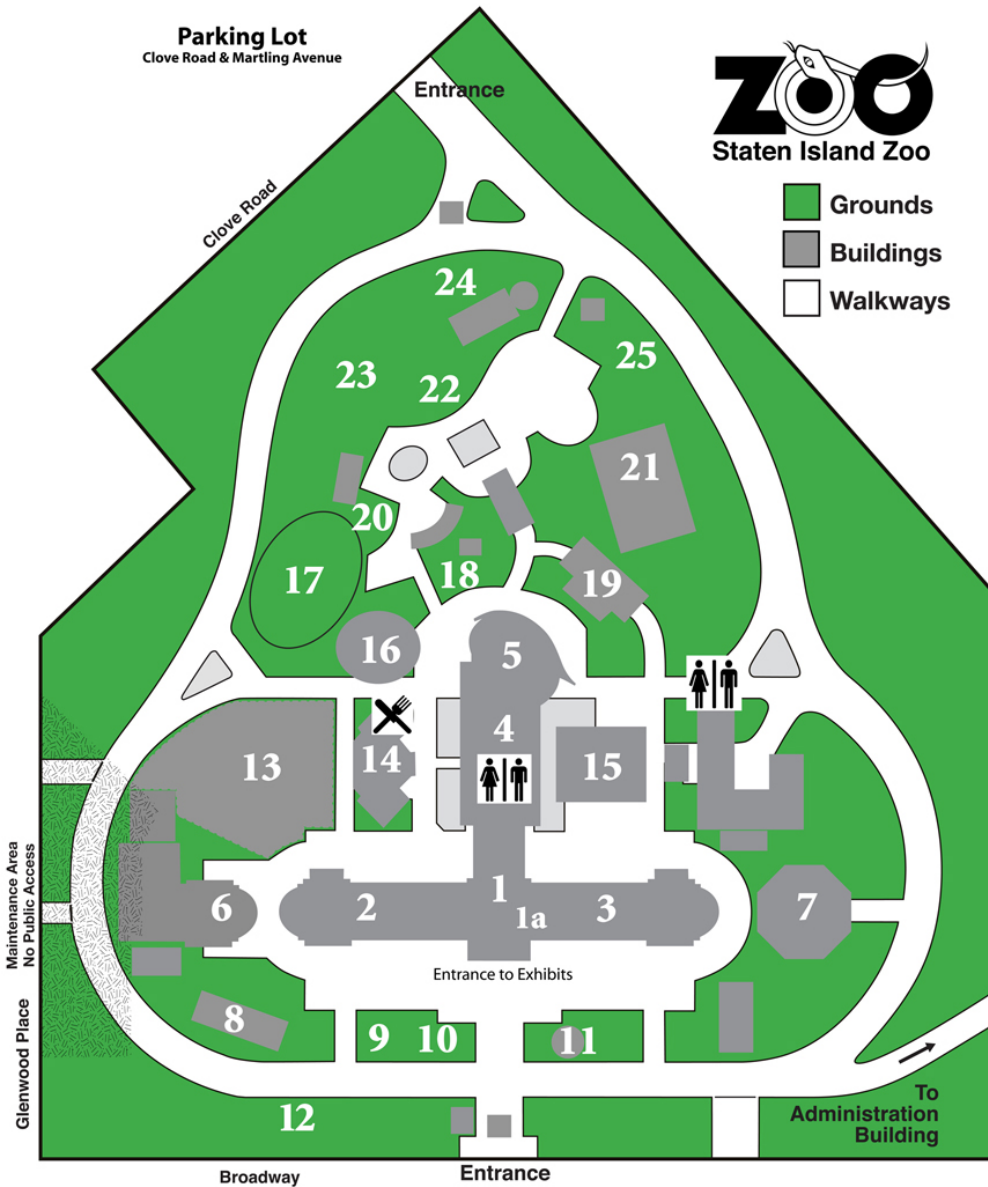 Parking Lot
Clove Road & Martling Avenue
Entrance
ZOO
Staten Island Zoo
Grounds
Buildings
Walkways
Clove Road
24
25
23
22
21
20
17
18
19
16
5
4
13
14
15
1
2
1a
3
6
7
Entrance to Exhibits
Maintenance Area
No Public Access
Glenwood Place
8
9
10
11
12
To
Administration
Building
Broadway
Entrance